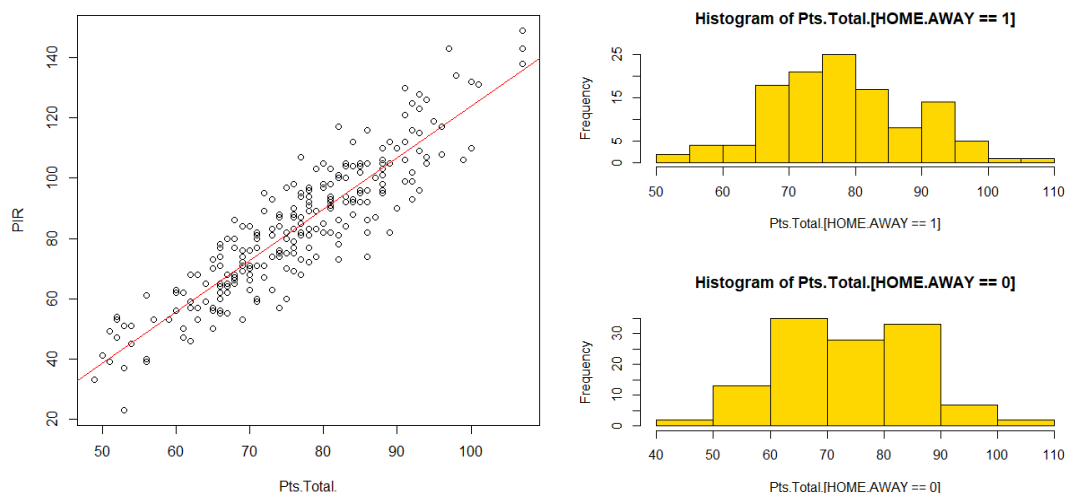 PIR
20 40 60 80 100 120 140
50 60 70 80 90 100
Pts.Total.
Histogram of Pts.Total.[HOME.AWAY == 1]
Frequency
0 5 15 25
50 60 70 80 90 100 110
Pts.Total.[HOME.AWAY == 1]
Histogram of Pts.Total.[HOME.AWAY == 0]
Frequency
0 10 20 30
40 50 60 70 80 90 100 110
Pts.Total.[HOME.AWAY == 0]